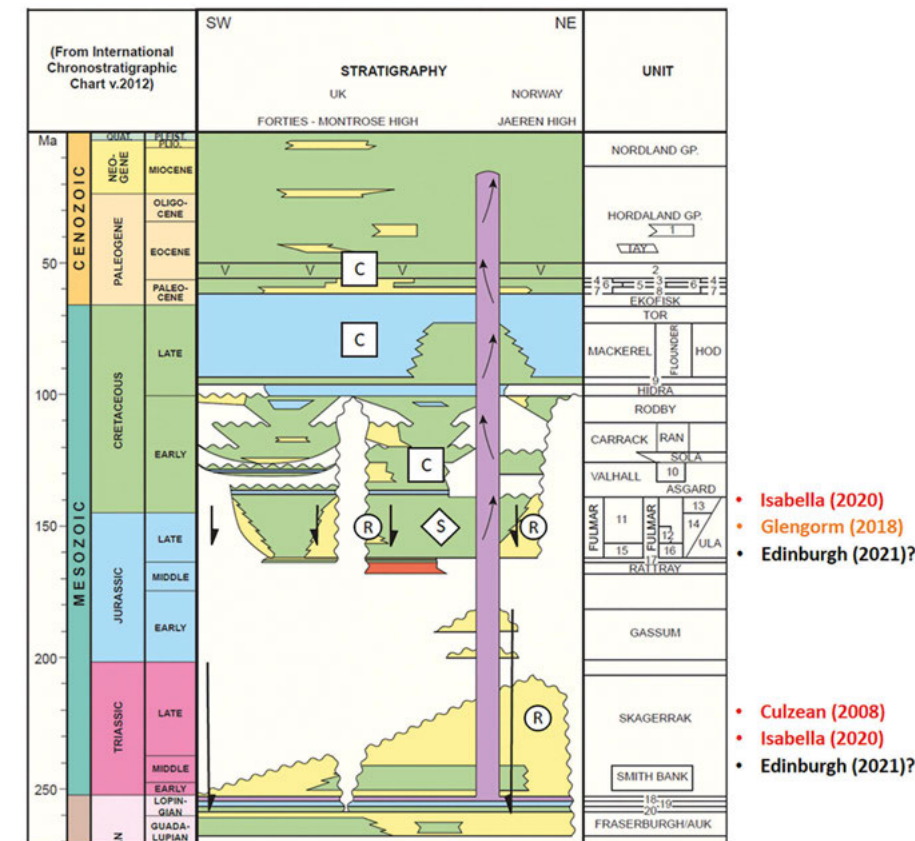 SW
NE
(From International
Chronostratigraphic
Chart v.2012)
STRATIGRAPHY
UNIT
UK
NORWAY
FORTIES - MONTROSE HIGH
JAEREN HIGH
Ma
QUAT.
PLEIST.
PLIO.
NORDLAND GP.
CENOZOIC
NEO-
GENE
MIOCENE
OLIGO-
CENE
HORDALAND GP.
1
PALEOGENE
EOCENE
TAY
50
V V V V
C
2
PALEO-
CENE
4 3 4
6 5 6
7 8 7
EKOFISK
TOR
MESOZOIC
CRETACEOUS
LATE
C
MACKEREL
FLOUNDER
HOD
9
100
HIDRA
RODBY
EARLY
CARRACK
RAN
SOLA
C
VALHALL
10
ASGARD
150
JURASSIC
LATE
R
S
R
FULMAR
11
15
FULMAR
12
16
13
14
ULA
17
MIDDLE
RATTRAY
• Isabella (2020)
• Glengorm (2018)
• Edinburgh (2021)?
EARLY
GASSUM
200
TRIASSIC
LATE
R
SKAGERRAK
• Culzean (2008)
• Isabella (2020)
• Edinburgh (2021)?
MIDDLE
SMITH BANK
EARLY
250
LOPIN-
GIAN
18
19
20
N
GUADA-
LUPIAN
FRASERBURGH/AUK